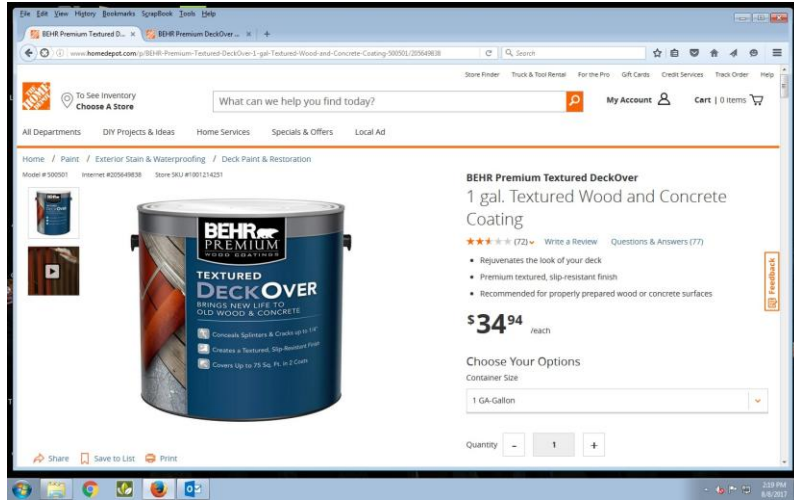 File Edit View History Bookmarks ScrapBook Tools Help
BEHR Premium Textured D... × BEHR Premium DeckOver ... × +
www.homedepot.com/p/BEHR-Premium-Textured-DeckOver-1-gal-Textured-Wood-and-Concrete-Coating-500501/205649838 Search
Store Finder Truck & Tool Rental For the Pro Gift Cards Credit Services Track Order Help
THE HOME DEPOT
To See Inventory
Choose A Store
What can we help you find today?
My Account Cart | 0 items
All Departments DIY Projects & Ideas Home Services Specials & Offers Local Ad
Home / Paint / Exterior Stain & Waterproofing / Deck Paint & Restoration
Model # 500501 Internet #205649838 Store SKU #1001214251
BEHR
PREMIUM
WOOD COATINGS
TEXTURED
DECKOVER
BRINGS NEW LIFE TO
OLD WOOD & CONCRETE
Conceals Splinters & Cracks up to 1/4"
Creates a Textured, Slip-Resistant Finish
Covers Up to 75 Sq. Ft. in 2 Coats
BEHR Premium Textured DeckOver
1 gal. Textured Wood and Concrete
Coating
(72) Write a Review Questions & Answers (77)
• Rejuvenates the look of your deck
• Premium textured, slip-resistant finish
• Recommended for properly prepared wood or concrete surfaces
$34 94 /each
Choose Your Options
Container Size
1 GA-Gallon
Quantity - 1 +
Feedback
Share Save to List Print
2:19 PM
8/8/2017